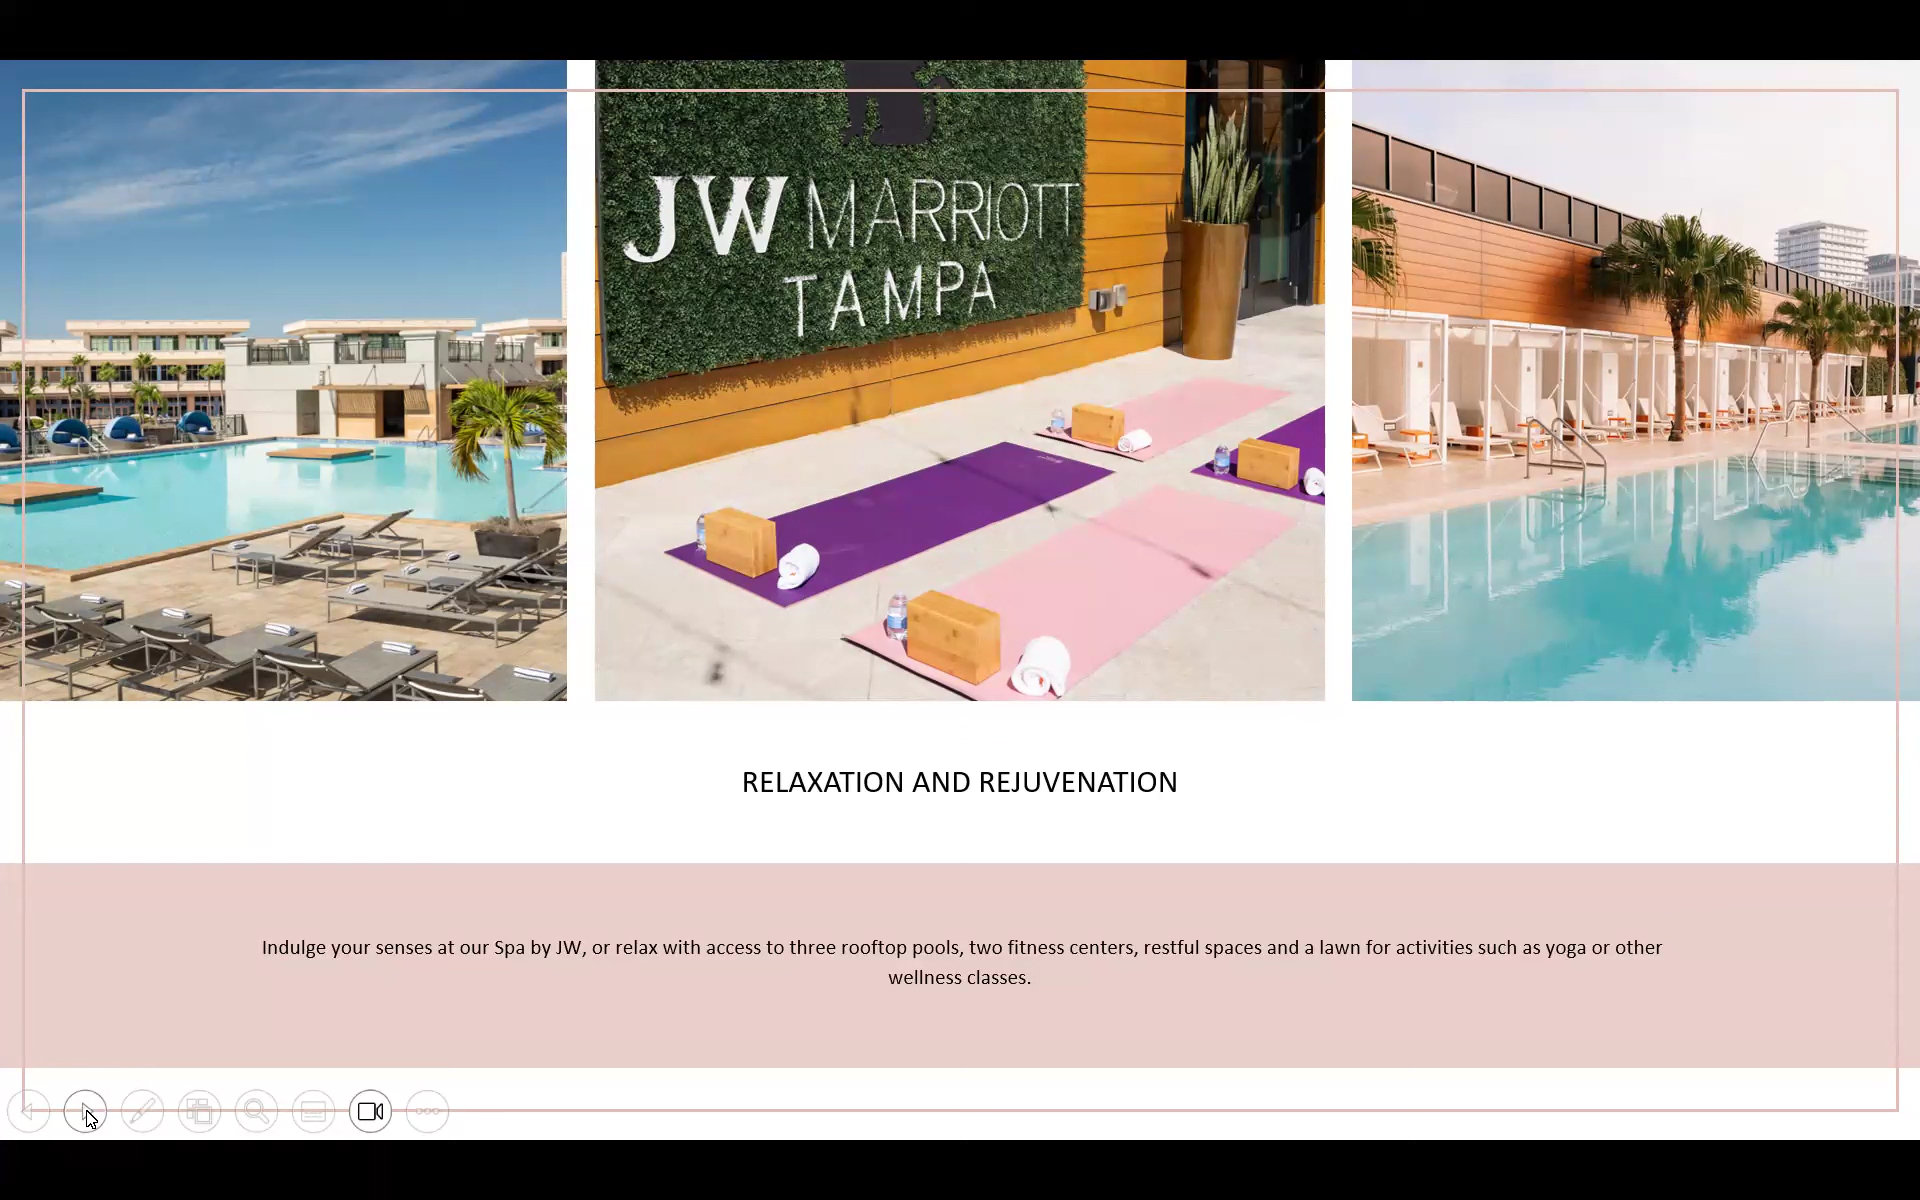 JW MARRIOTT
TAMPA
RELAXATION AND REJUVENATION
Indulge your senses at our Spa by JW, or relax with access to three rooftop pools, two fitness centers, restful spaces and a lawn for activities such as yoga or other
wellness classes.